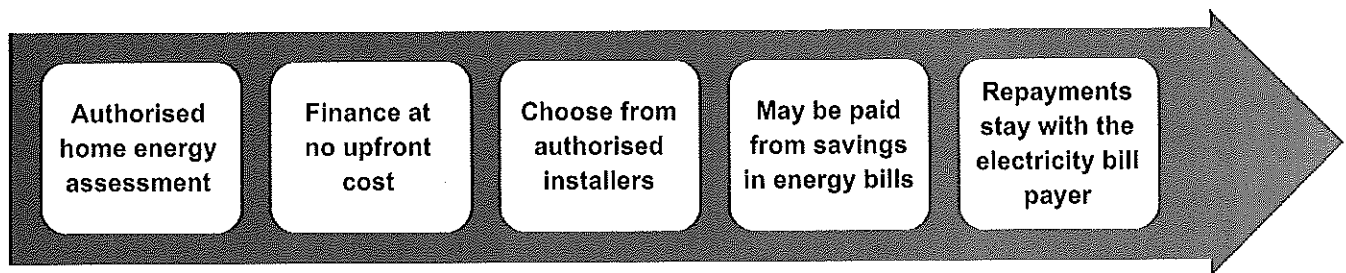 Authorised
home energy
assessment
Finance at
no upfront
cost
Choose from
authorised
installers
May be paid
from savings
in energy bills
Repayments
stay with the
electricity bill
payer